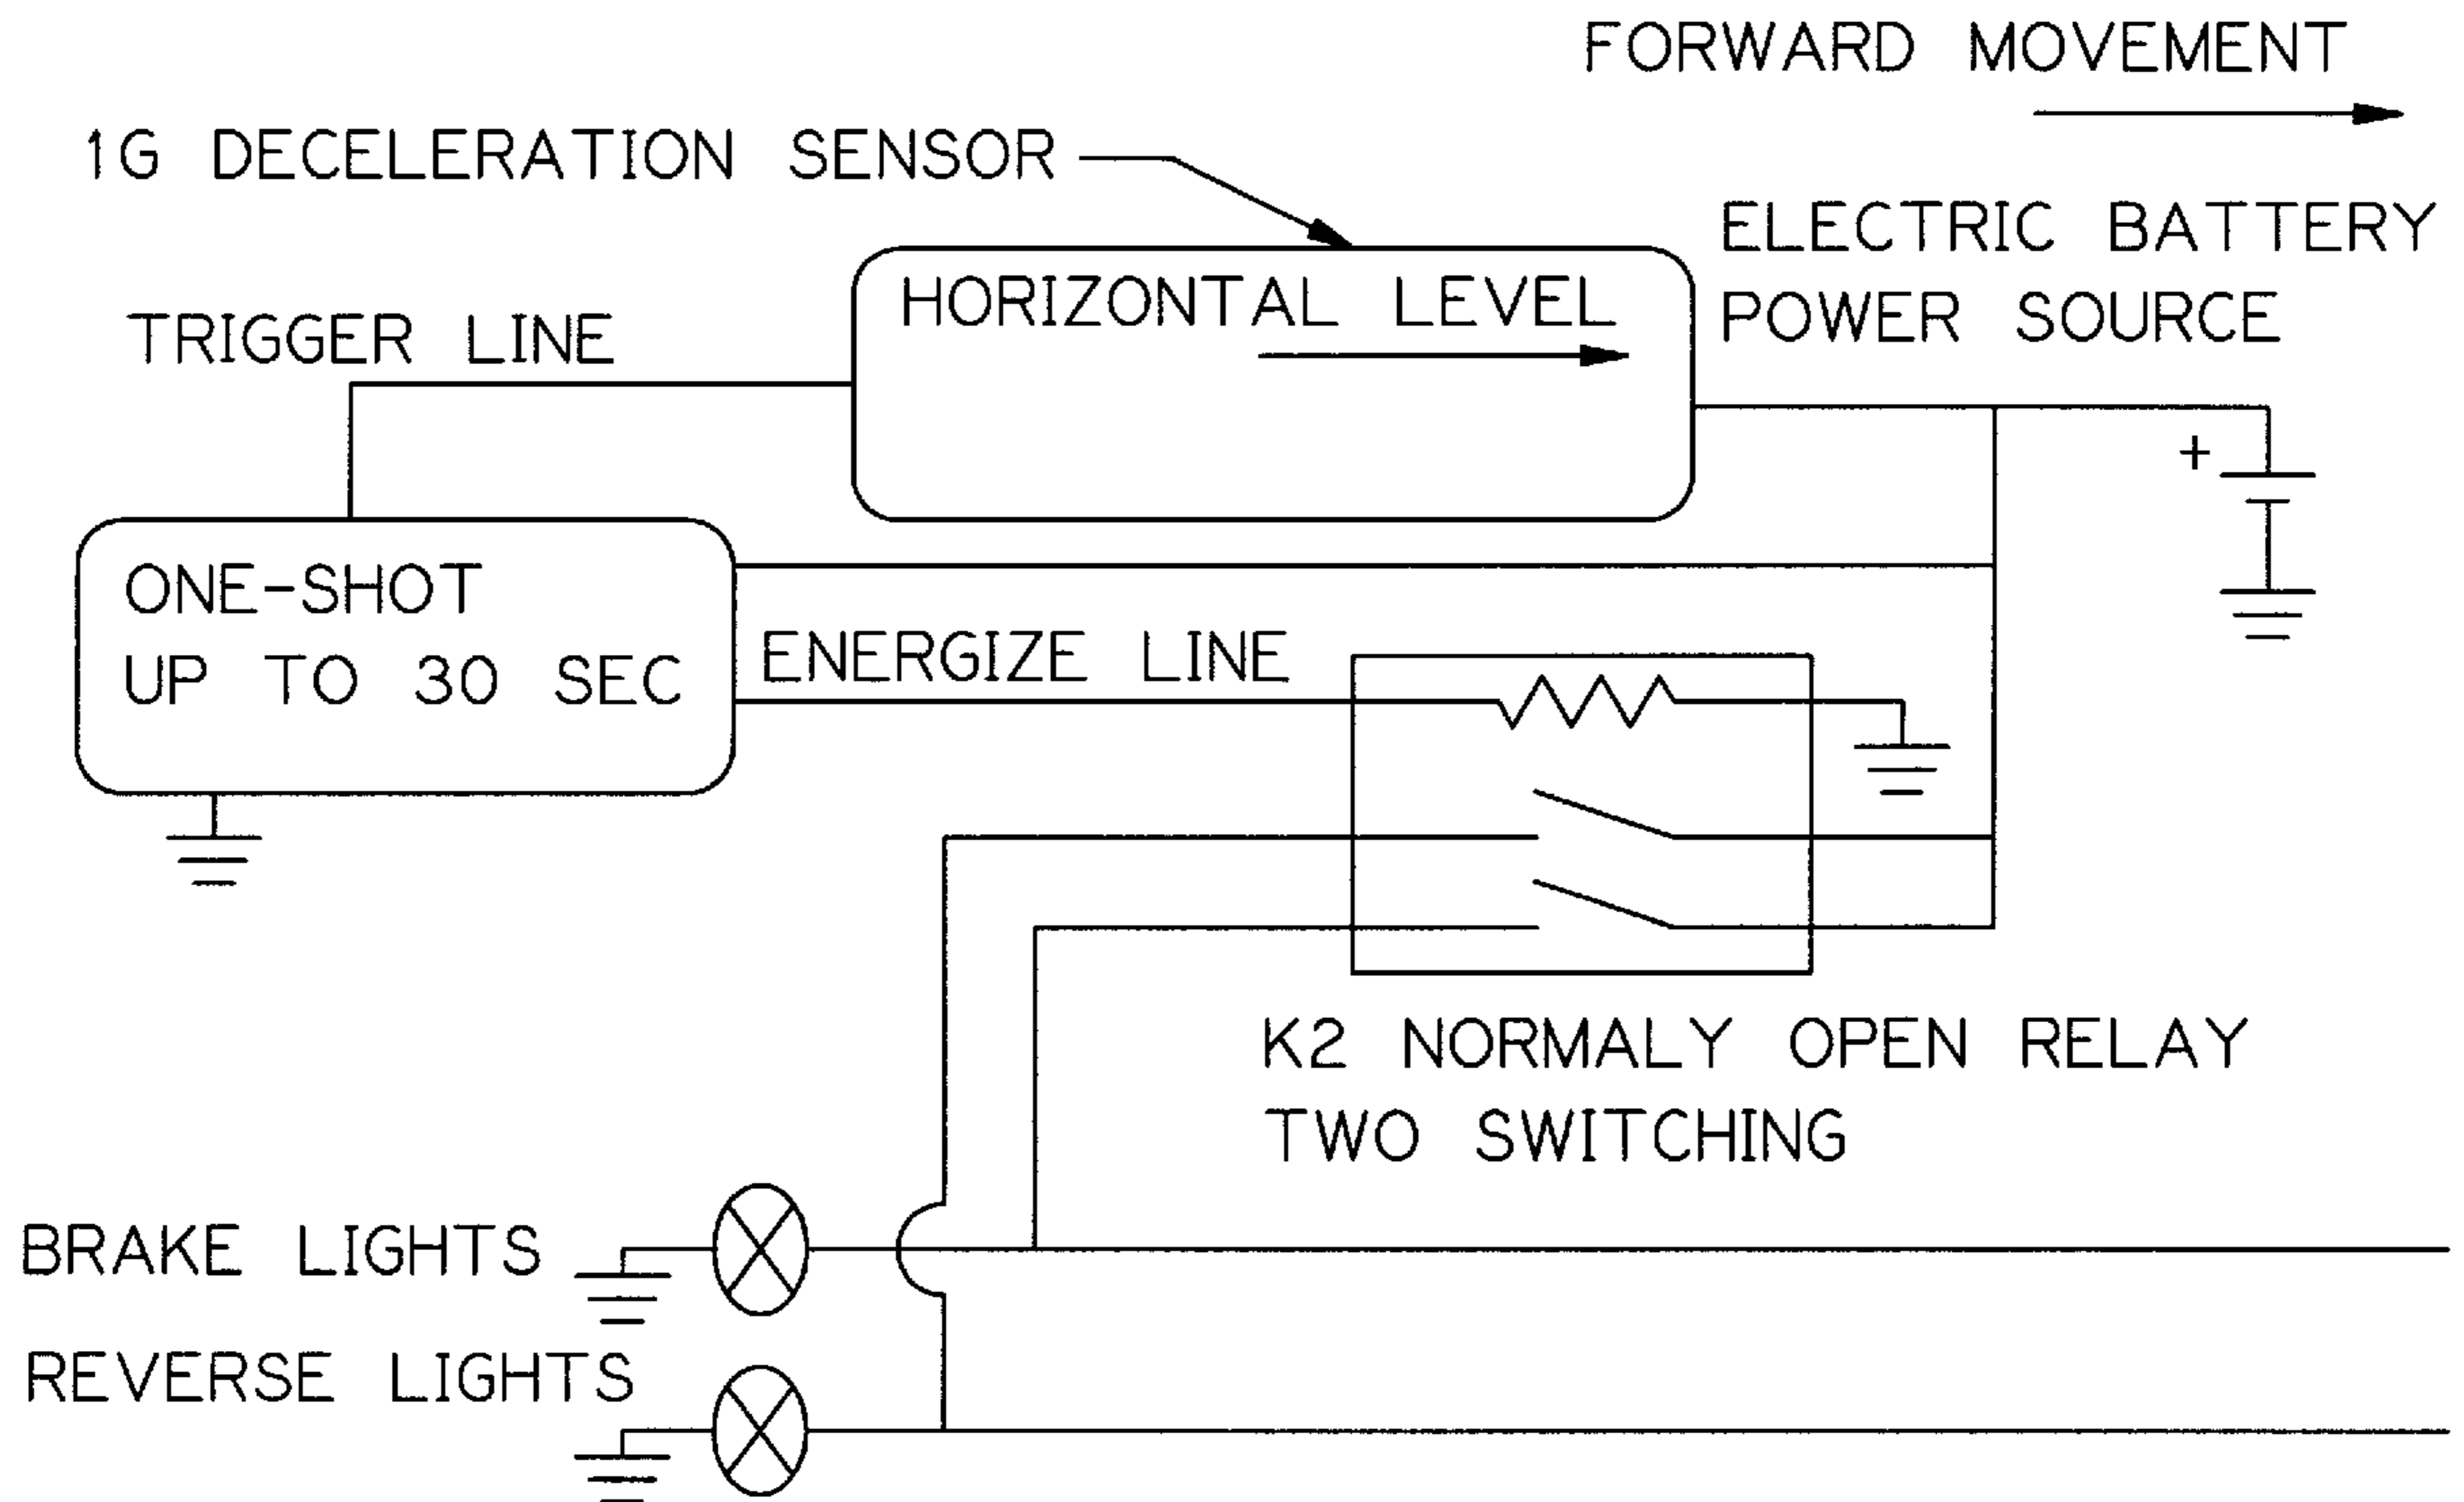 FORWARD MOVEMENT
1G DECELERATION SENSOR
ELECTRIC BATTERY
POWER SOURCE
HORIZONTAL LEVEL
TRIGGER LINE
+
ONE-SHOT
UP TO 30 SEC
ENERGIZE LINE
K2 NORMALY OPEN RELAY
TWO SWITCHING
BRAKE LIGHTS
REVERSE LIGHTS